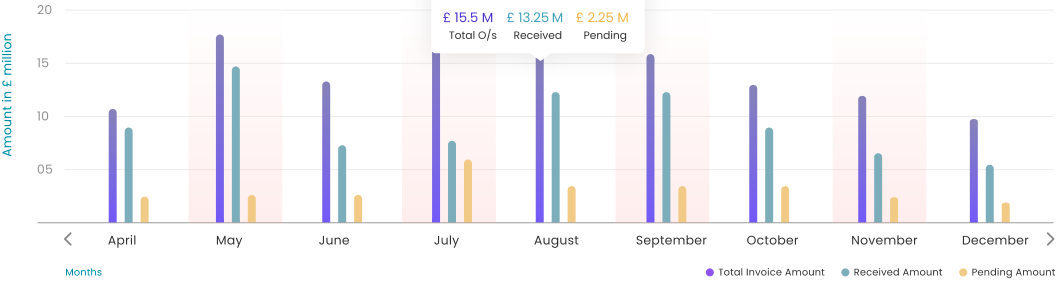 £ 15.5 M £ 13.25 M £ 2.25 M
Total O/s Received Pending
Amount in £ million
20
15
10
05
April May June July August September October November December
Months
Total Invoice Amount Received Amount Pending Amount